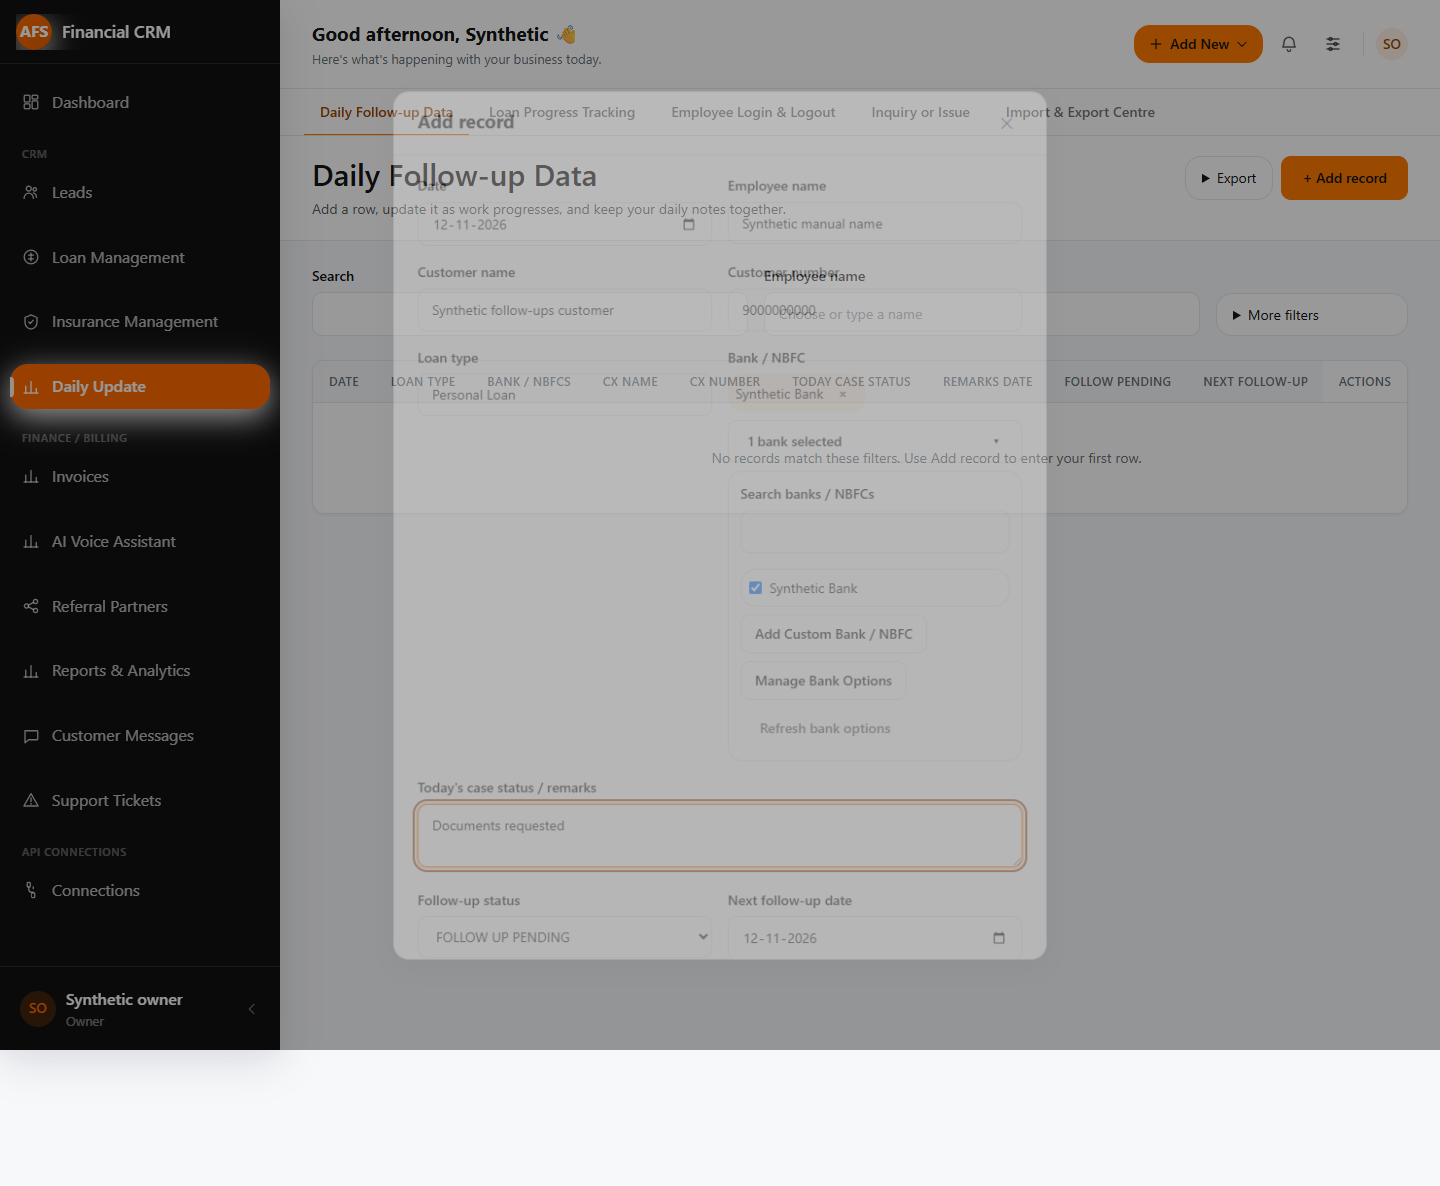 AFS Financial CRM
Dashboard
CRM
Leads
Loan Management
Insurance Management
Daily Update
FINANCE / BILLING
Invoices
AI Voice Assistant
Referral Partners
Reports & Analytics
Customer Messages
Support Tickets
API CONNECTIONS
Connections
SO Synthetic owner
Owner
Good afternoon, Synthetic 👋
Here's what's happening with your business today.
+ Add New
SO
Daily Follow-up Data Loan Progress Tracking Employee Login & Logout Inquiry or Issue Import & Export Centre
Daily Follow-up Data
Add a row, update it as work progresses, and keep your daily notes together.
Export + Add record
Search Employee name
Choose or type a name
More filters
DATE LOAN TYPE BANK / NBFCS CX NAME CX NUMBER TODAY CASE STATUS REMARKS DATE FOLLOW PENDING NEXT FOLLOW-UP ACTIONS
No records match these filters. Use Add record to enter your first row.
Add record ×
Date Employee name
12-11-2026 Synthetic manual name
Customer name Customer number
Synthetic follow-ups customer 9000000000
Loan type Bank / NBFC
Personal Loan Synthetic Bank ×
1 bank selected
Search banks / NBFCs
Synthetic Bank
Add Custom Bank / NBFC
Manage Bank Options
Refresh bank options
Today's case status / remarks
Documents requested
Follow-up status Next follow-up date
FOLLOW UP PENDING 12-11-2026